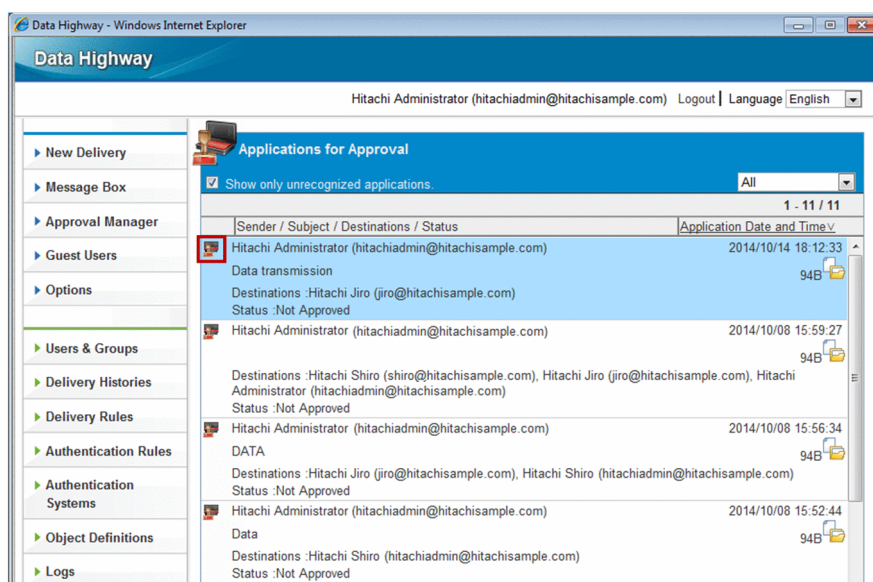 Data Highway - Windows Internet Explorer
Data Highway
Hitachi Administrator (hitachiadmin@hitachisample.com) Logout | Language English
New Delivery
Message Box
Approval Manager
Guest Users
Options
Users & Groups
Delivery Histories
Delivery Rules
Authentication Rules
Authentication
Systems
Object Definitions
Logs
Applications for Approval
Show only unrecognized applications. All
1 - 11 / 11
Sender / Subject / Destinations / Status Application Date and Time∨
Hitachi Administrator (hitachiadmin@hitachisample.com) 2014/10/14 18:12:33
Data transmission 94B
Destinations :Hitachi Jiro (jiro@hitachisample.com)
Status :Not Approved
Hitachi Administrator (hitachiadmin@hitachisample.com) 2014/10/08 15:59:27
94B
Destinations :Hitachi Shiro (shiro@hitachisample.com), Hitachi Jiro (jiro@hitachisample.com), Hitachi
Administrator (hitachiadmin@hitachisample.com)
Status :Not Approved
Hitachi Administrator (hitachiadmin@hitachisample.com) 2014/10/08 15:56:34
DATA 94B
Destinations :Hitachi Jiro (jiro@hitachisample.com), Hitachi Shiro (hitachiadmin@hitachisample.com)
Status :Not Approved
Hitachi Administrator (hitachiadmin@hitachisample.com) 2014/10/08 15:52:44
Data 94B
Destinations :Hitachi Shiro (hitachiadmin@hitachisample.com)
Status :Not Approved